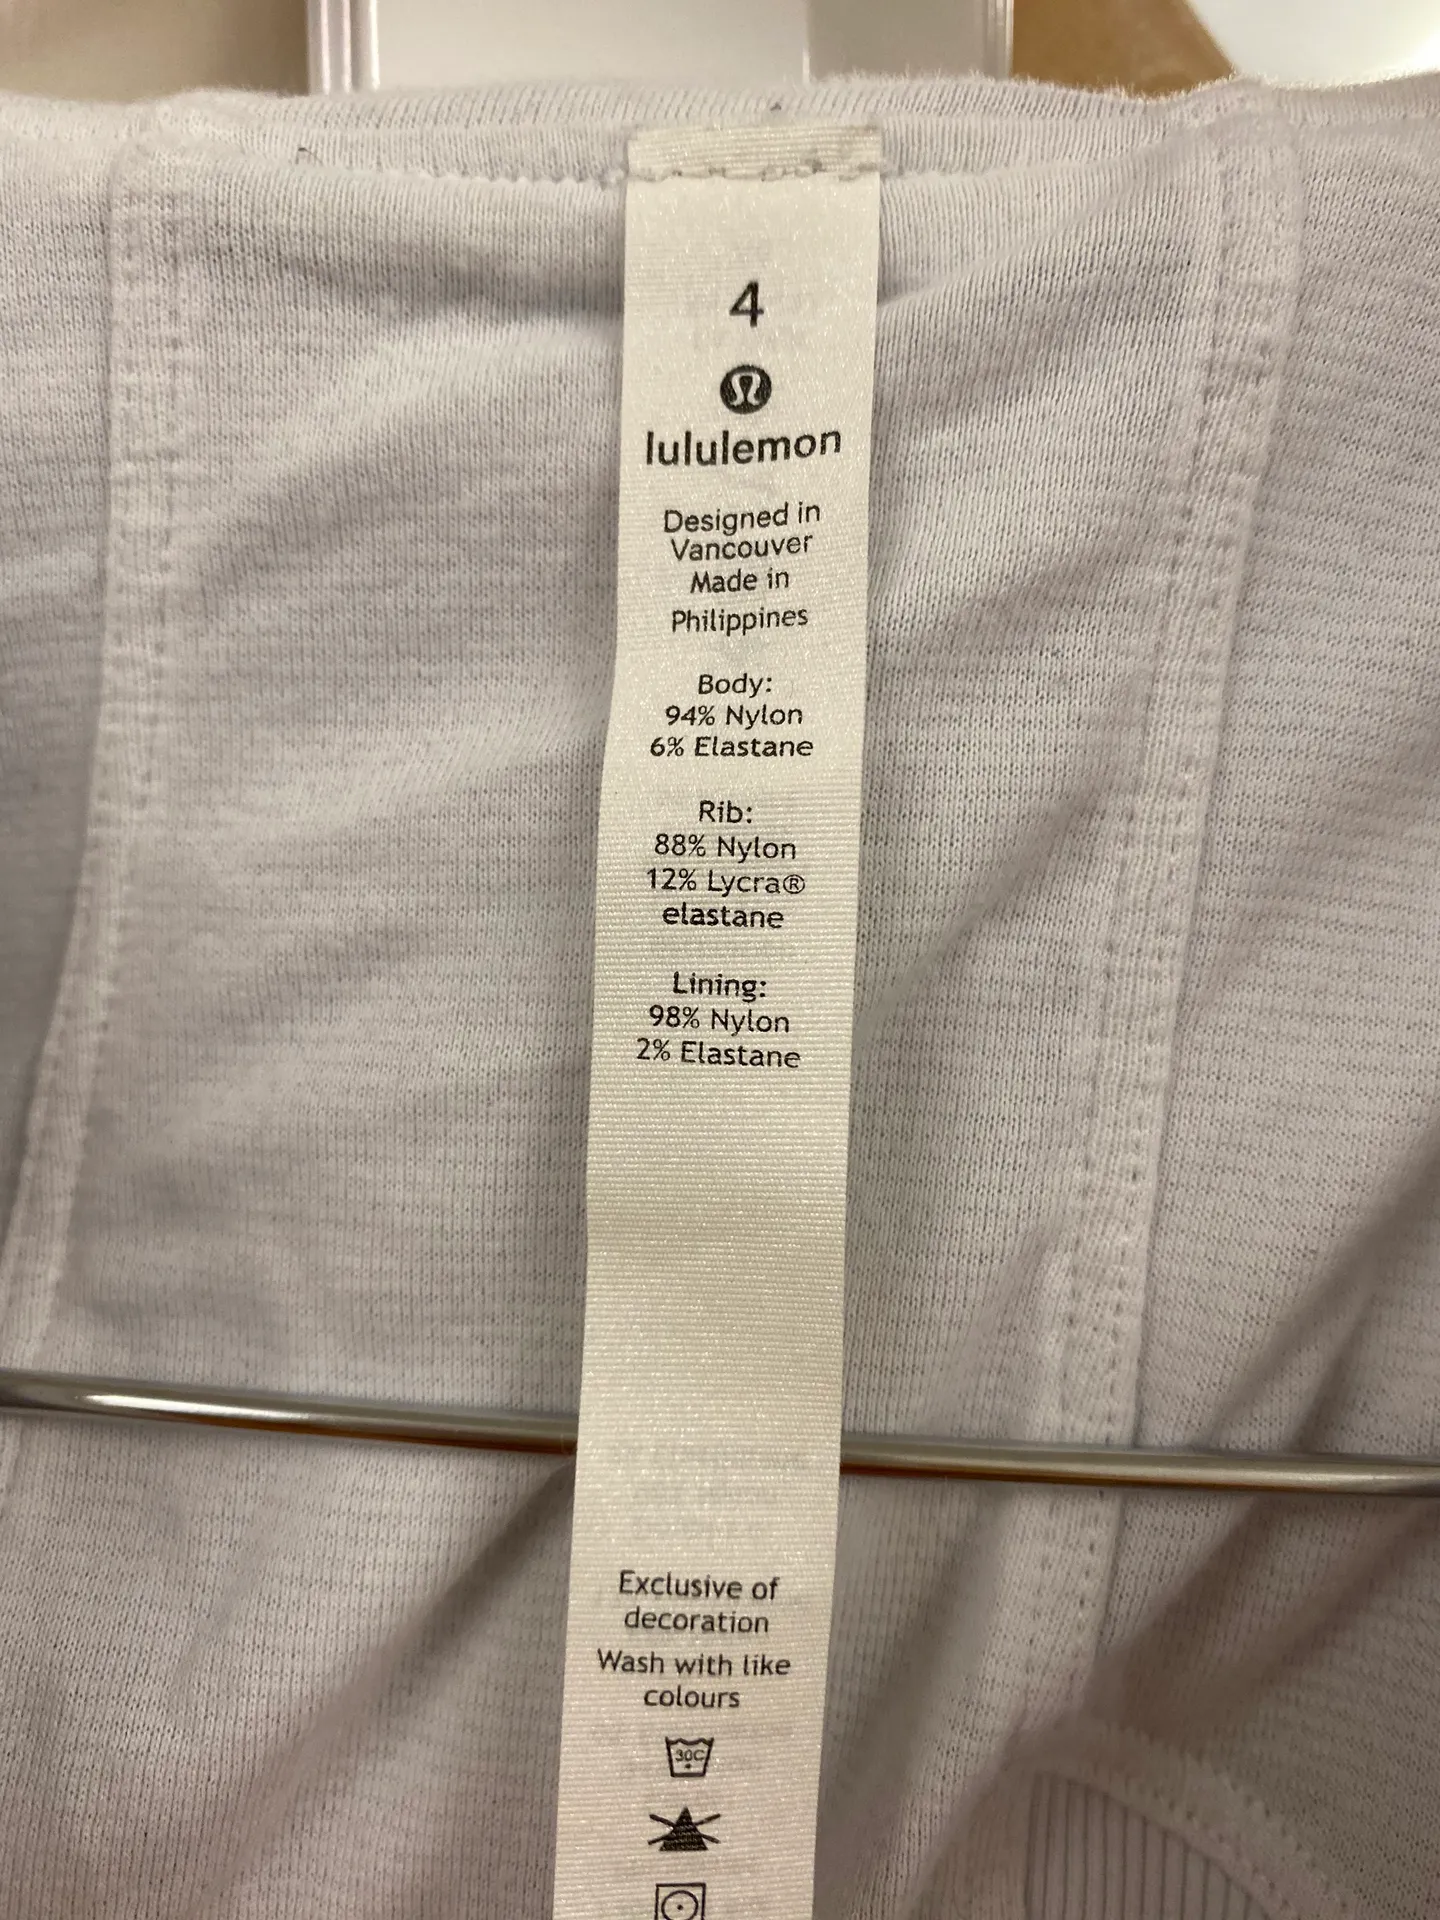 4
lululemon
Designed in
Vancouver
Made in
Philippines
Body:
94% Nylon
6% Elastane
Rib:
88% Nylon
12% Lycra®
elastane
Lining:
98% Nylon
2% Elastane
Exclusive of
decoration
Wash with like
colours
30C